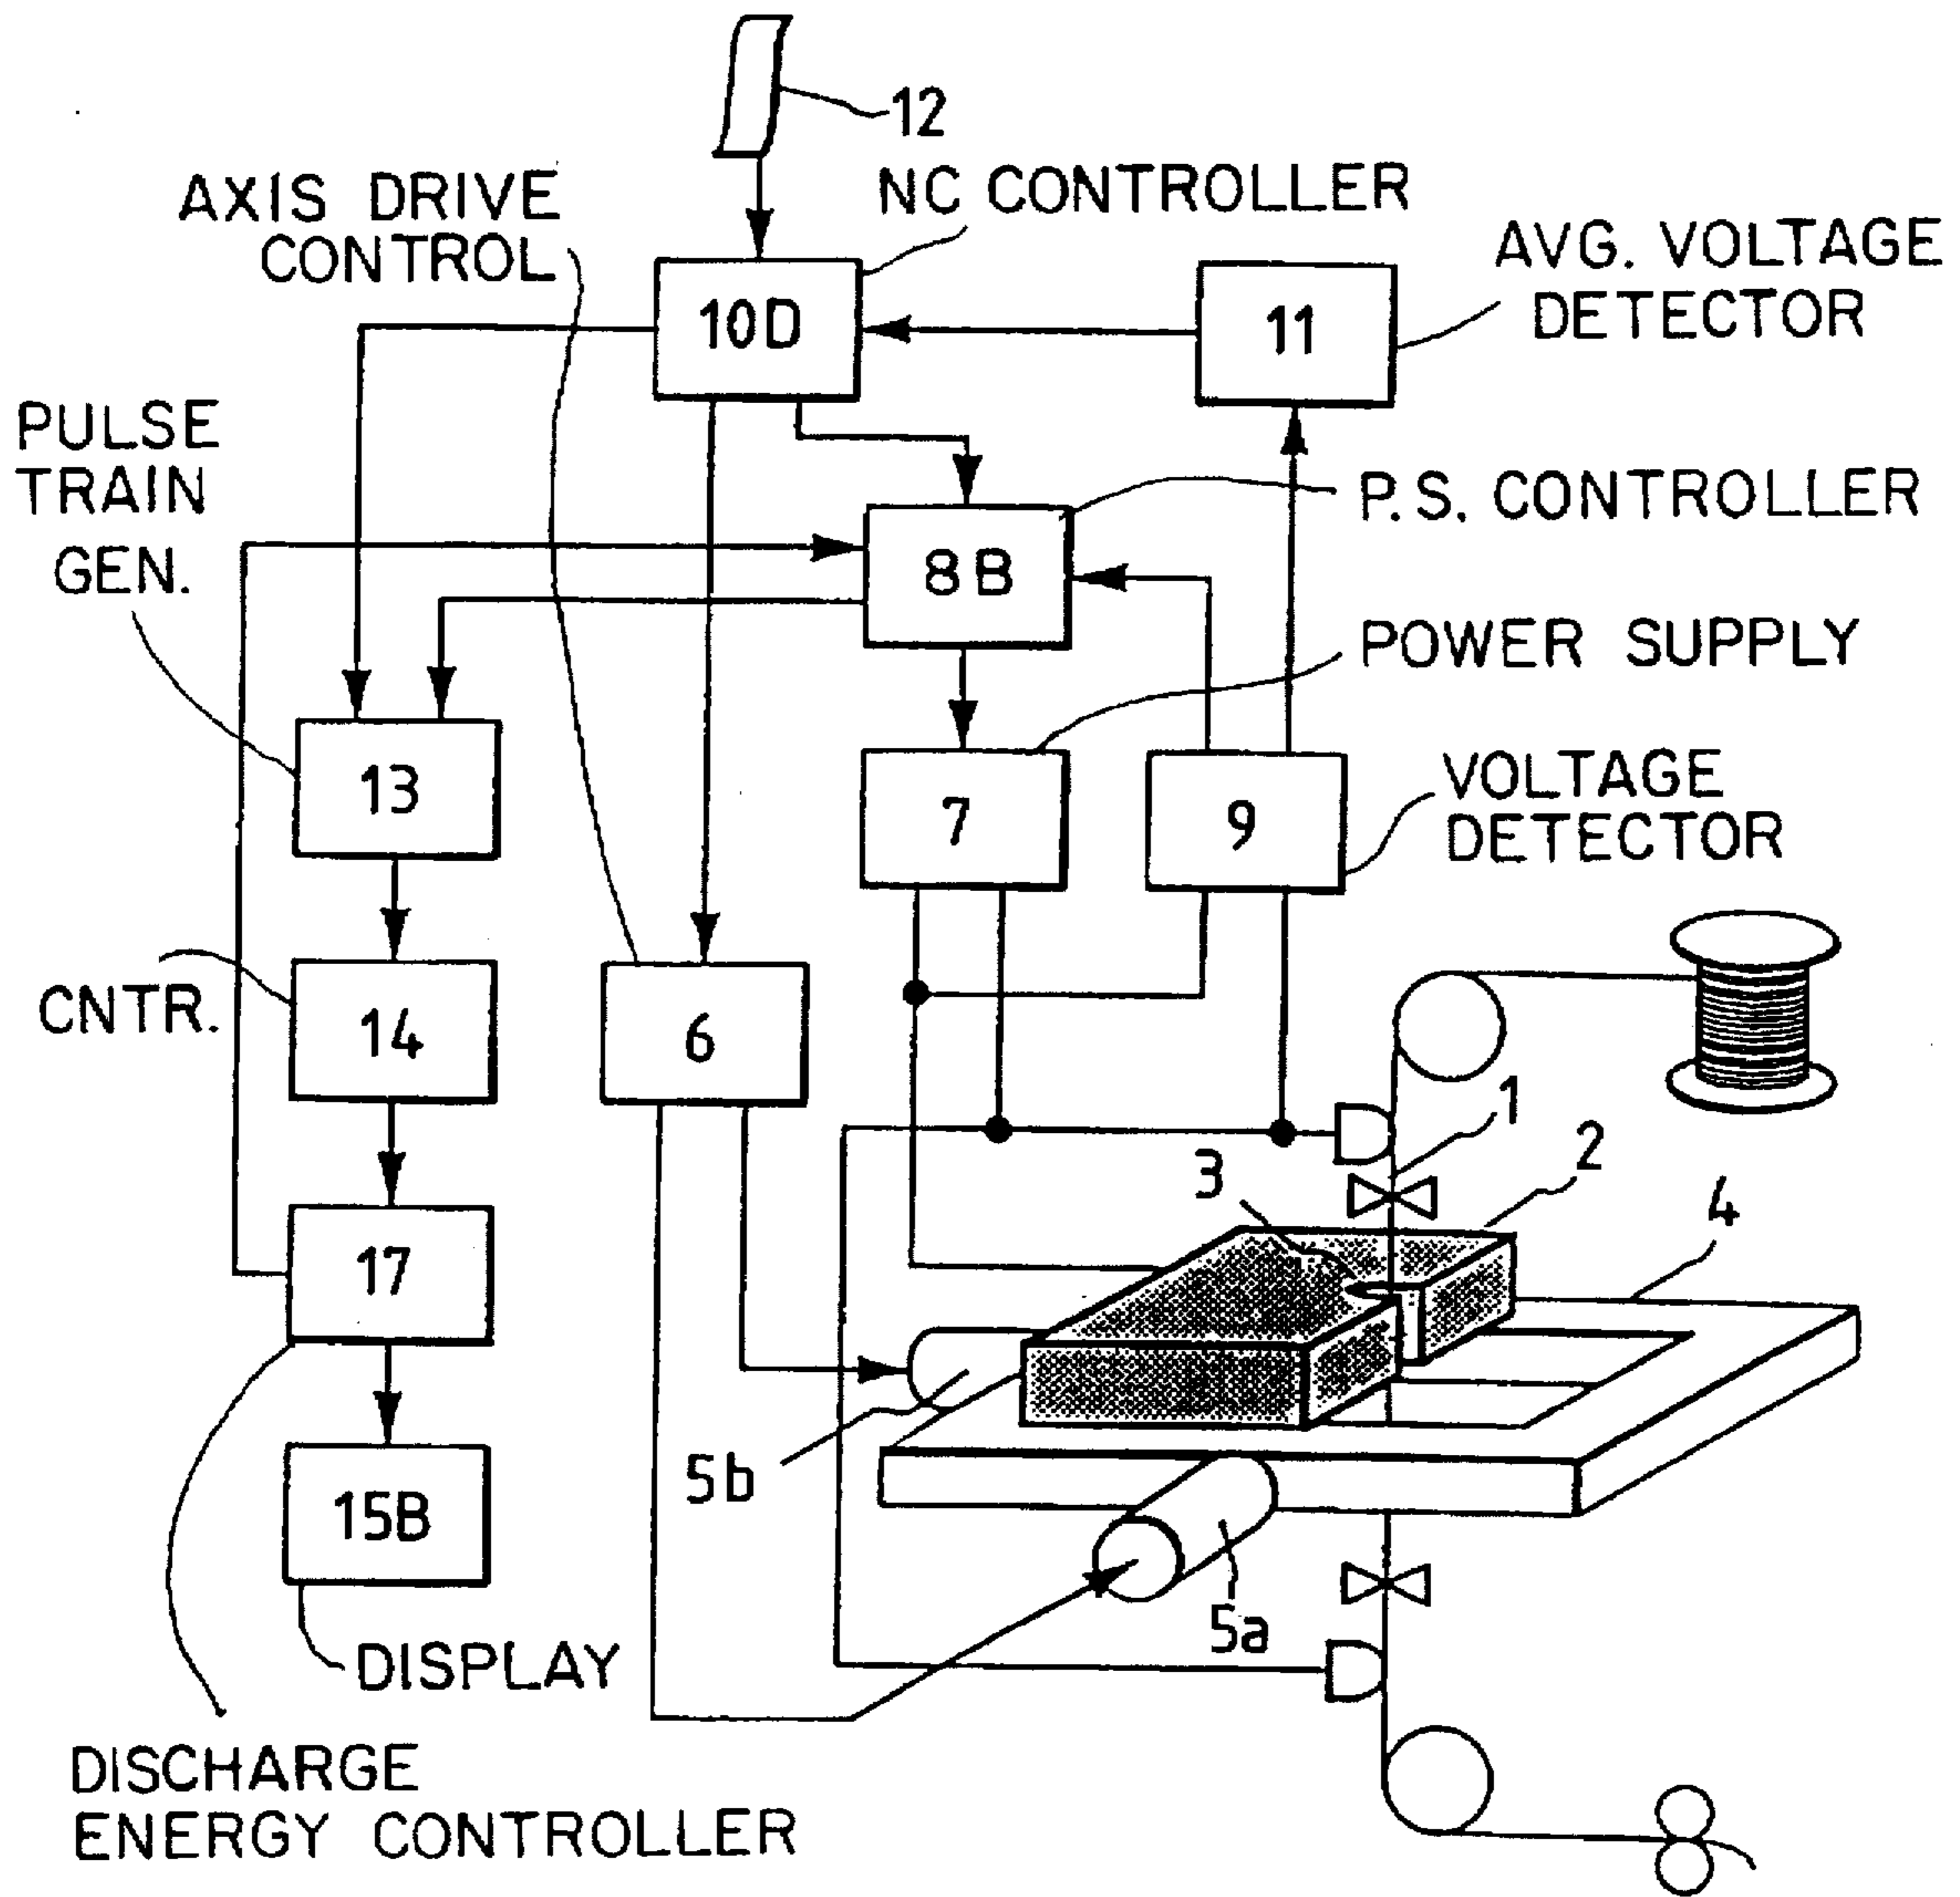 12
NC CONTROLLER
AXIS DRIVE
CONTROL
AVG. VOLTAGE
DETECTOR
10D
11
PULSE
TRAIN
GEN.
P.S. CONTROLLER
8B
POWER SUPPLY
13
7
9
VOLTAGE
DETECTOR
CNTR.
14
6
1
2
3
4
17
5b
15B
5a
DISPLAY
DISCHARGE
ENERGY CONTROLLER